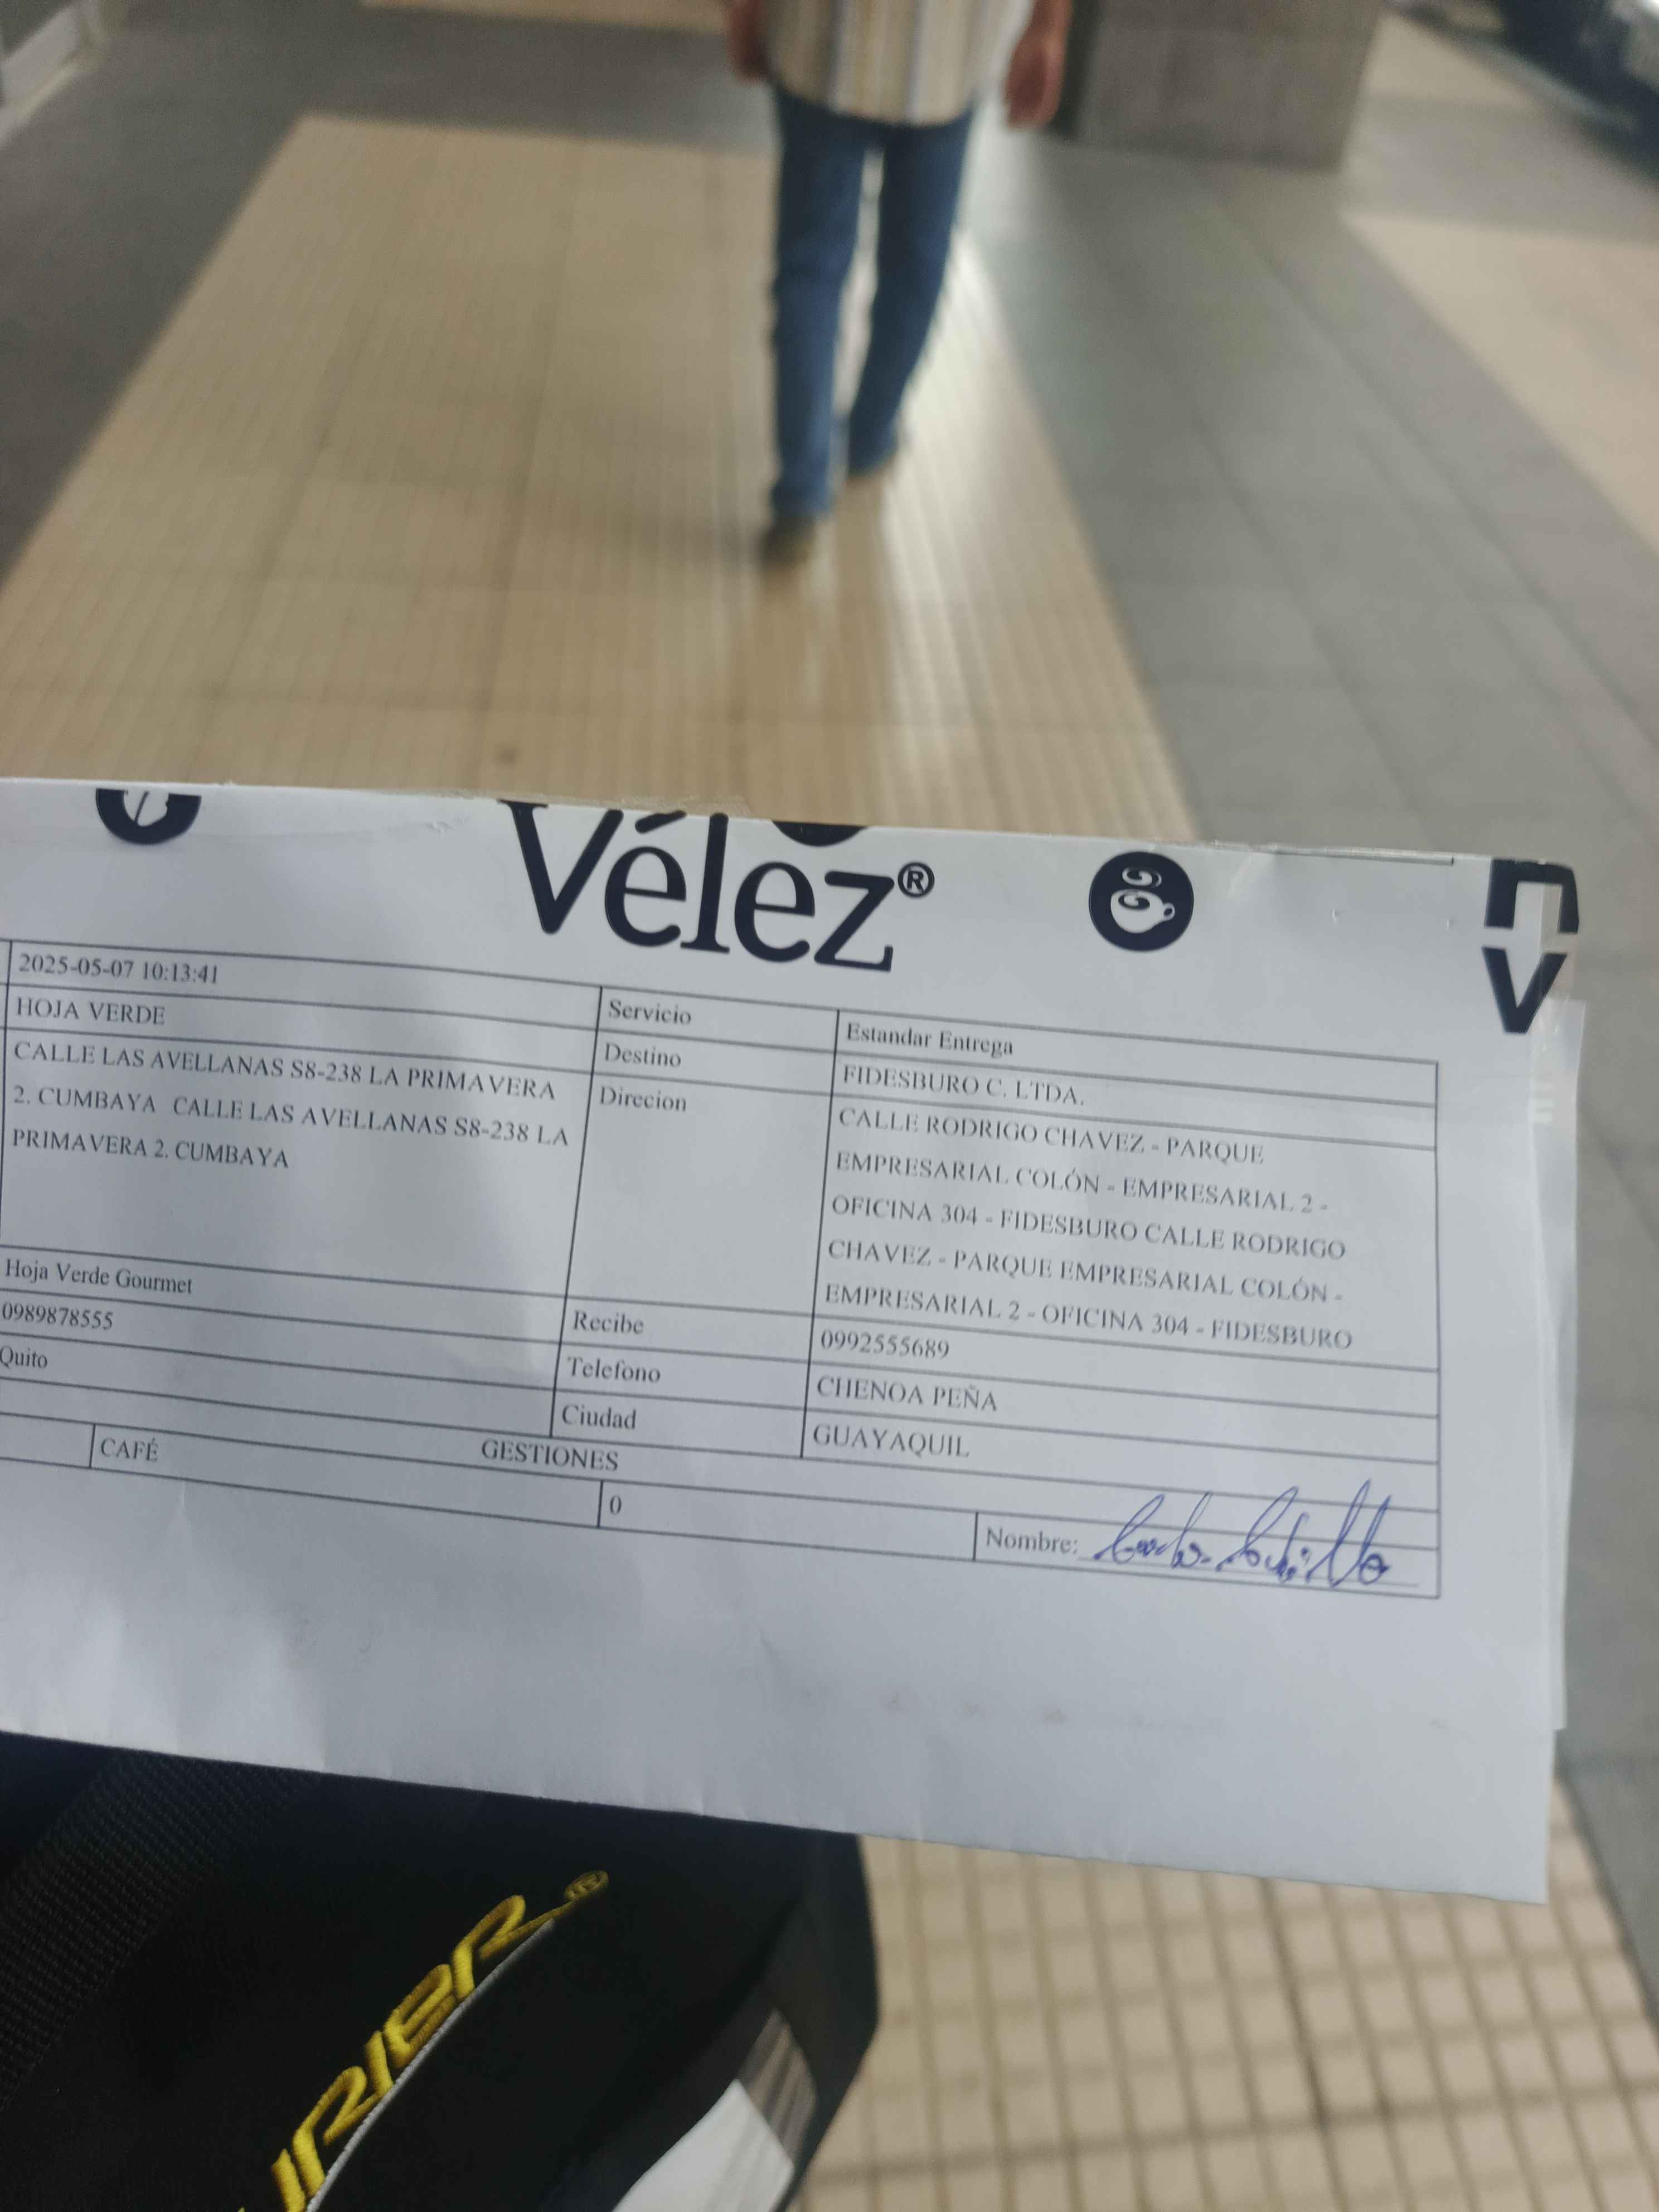 Vélez®
n
V
2025-05-07 10:13:41
Servicio
Estandar Entrega
HOJA VERDE
Destino
FIDESBURO C. LTDA.
CALLE LAS AVELLANAS S8-238 LA PRIMAVERA
2. CUMBAYA CALLE LAS AVELLANAS S8-238 LA
PRIMAVERA 2. CUMBAYA
Direcion
CALLE RODRIGO CHAVEZ - PARQUE
EMPRESARIAL COLÓN - EMPRESARIAL 2 -
OFICINA 304 - FIDESBURO CALLE RODRIGO
CHAVEZ - PARQUE EMPRESARIAL COLÓN -
EMPRESARIAL 2 - OFICINA 304 - FIDESBURO
Hoja Verde Gourmet
Recibe
0992555689
0989878555
Telefono
CHENOA PEÑA
Quito
Ciudad
GUAYAQUIL
GESTIONES
CAFÉ
0
Nombre:
URIER®